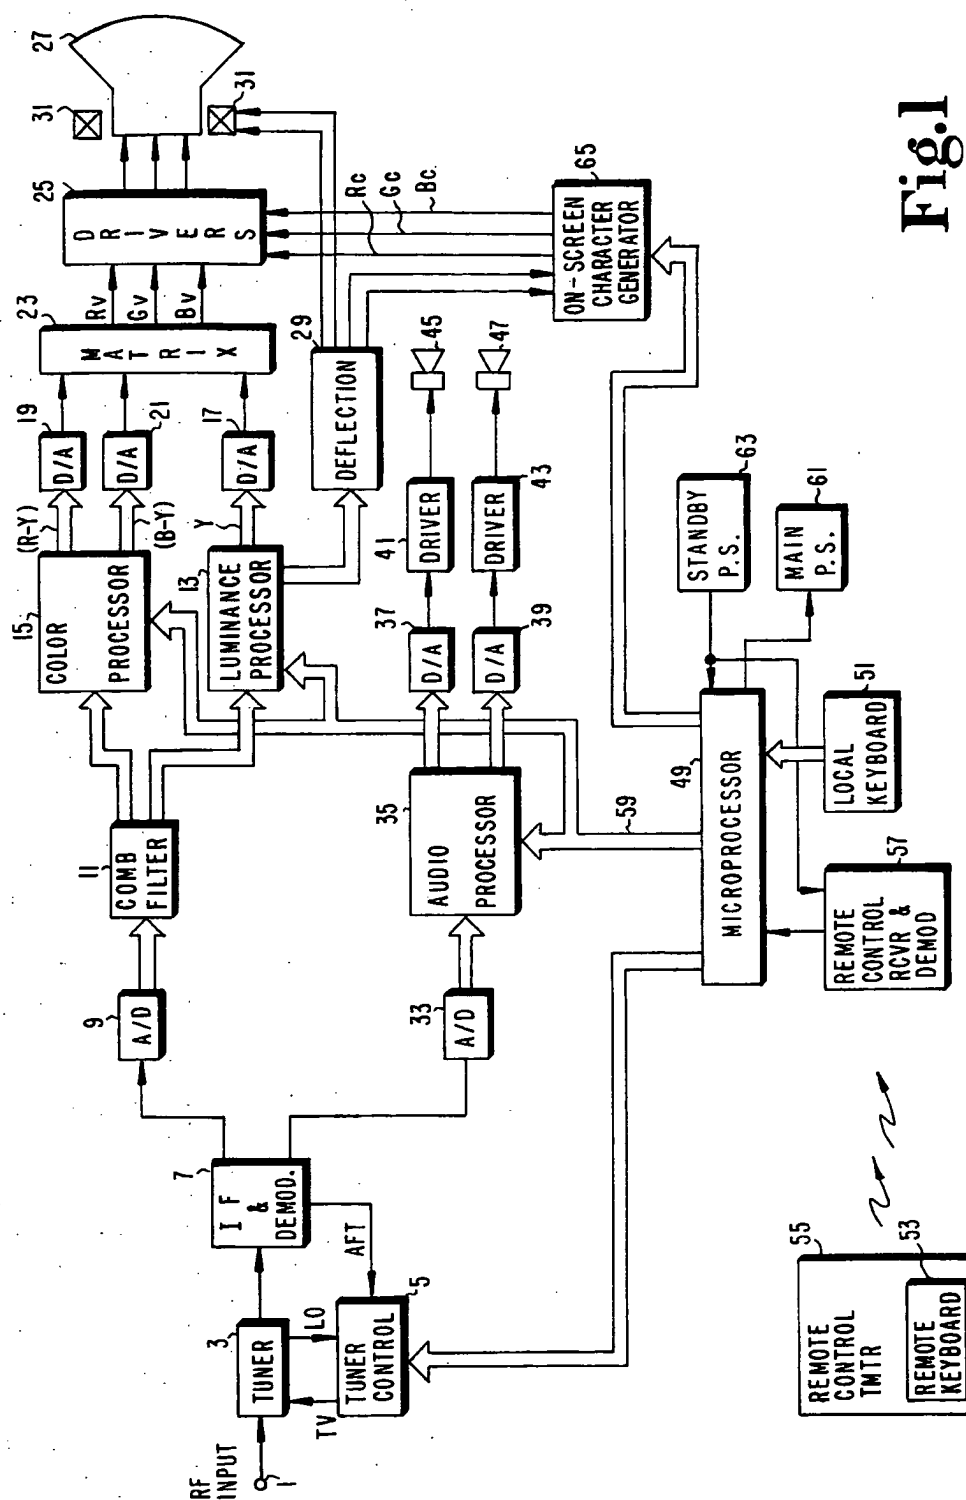 RF
INPUT
1
3
TUNER
LO
TV
TUNER
CONTROL
5
AFT
7
I F
&
DEMOD.
9
A/D
11
COMB
FILTER
15
COLOR
PROCESSOR
(R-Y)
(B-Y)
13
LUMINANCE
PROCESSOR
Y
19
D/A
D/A
21
17
D/A
23
MATRIX
Rv
Gv
Bv
25
DRIVERS
27
31
31
29
DEFLECTION
33
A/D
35
AUDIO
PROCESSOR
37
D/A
D/A
39
41
DRIVER
DRIVER
43
45
47
Rc
Gc
Bc
65
ON-SCREEN
CHARACTER
GENERATOR
59
49
MICROPROCESSOR
STANDBY
P.S.
63
MAIN
P.S.
61
LOCAL
KEYBOARD
51
REMOTE
CONTROL
RCVR &
DEMOD
57
55
REMOTE
CONTROL
TMTR
53
REMOTE
KEYBOARD
Fig.1